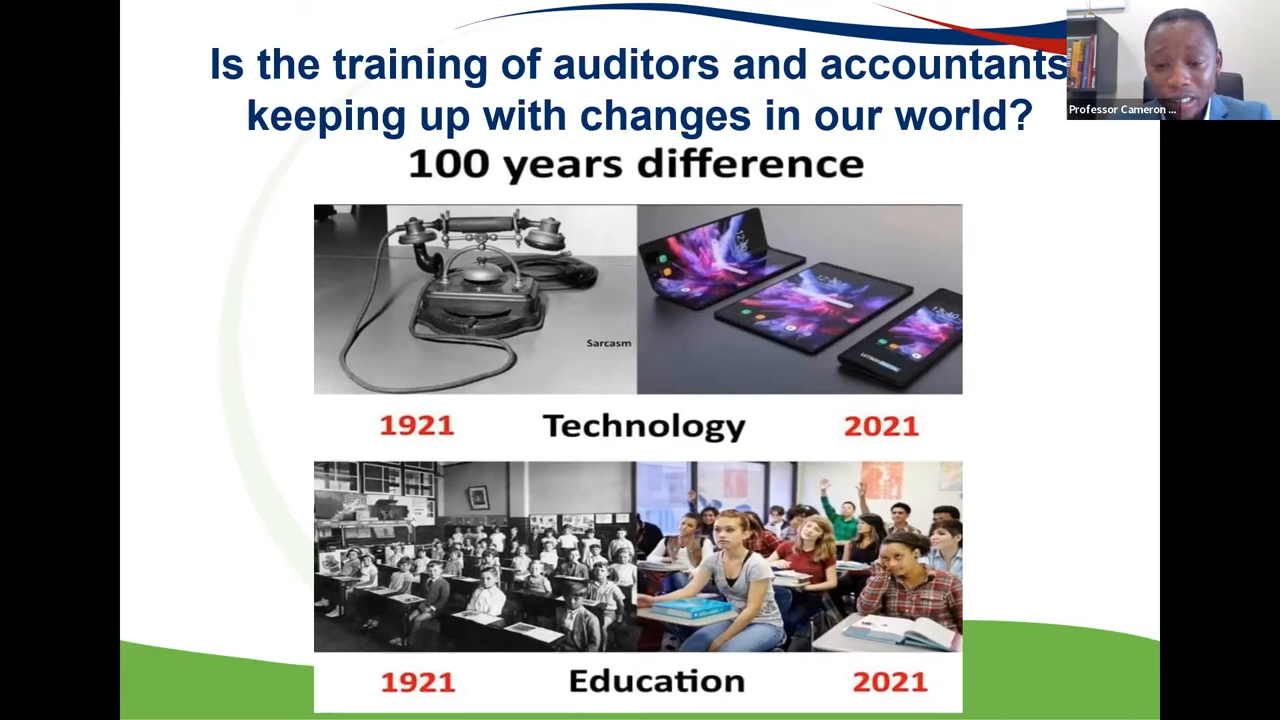 Is the training of auditors and accountants
keeping up with changes in our world?
Professor Cameron ...
100 years difference
Sarcasm
1921 Technology 2021
1921 Education 2021